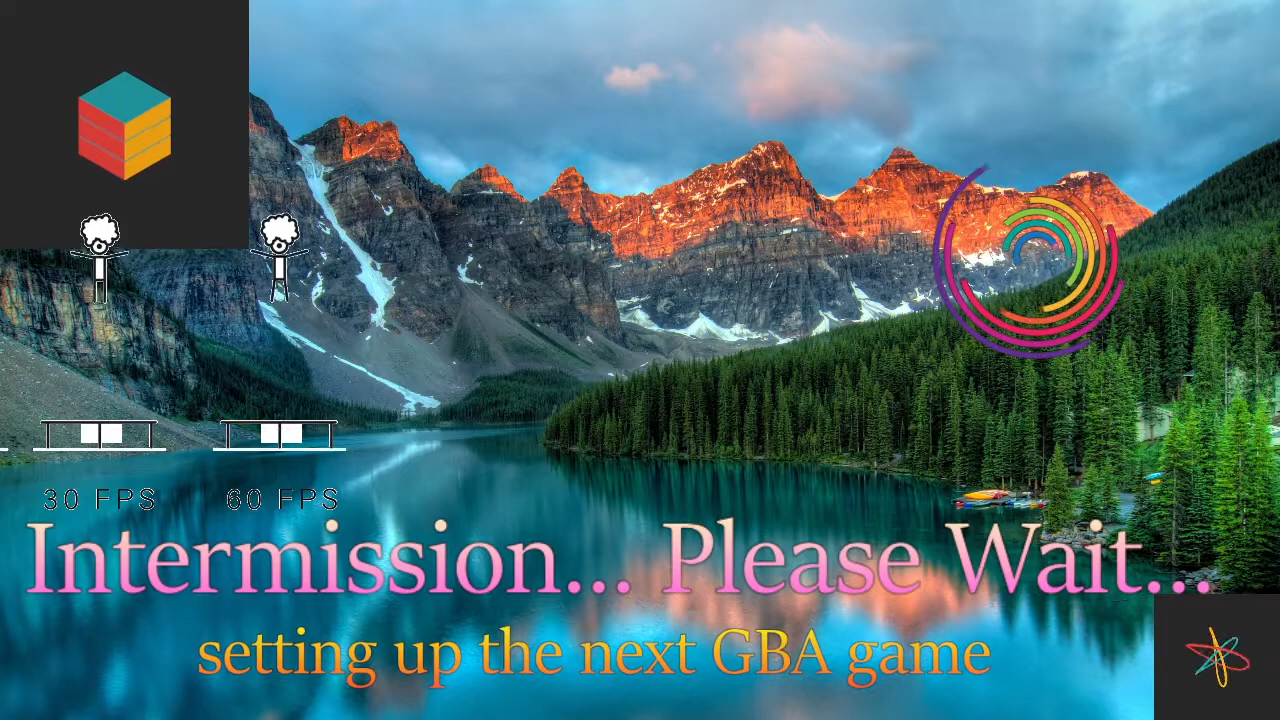 30 FPS 60 FPS
Intermission... Please Wait...
setting up the next GBA game